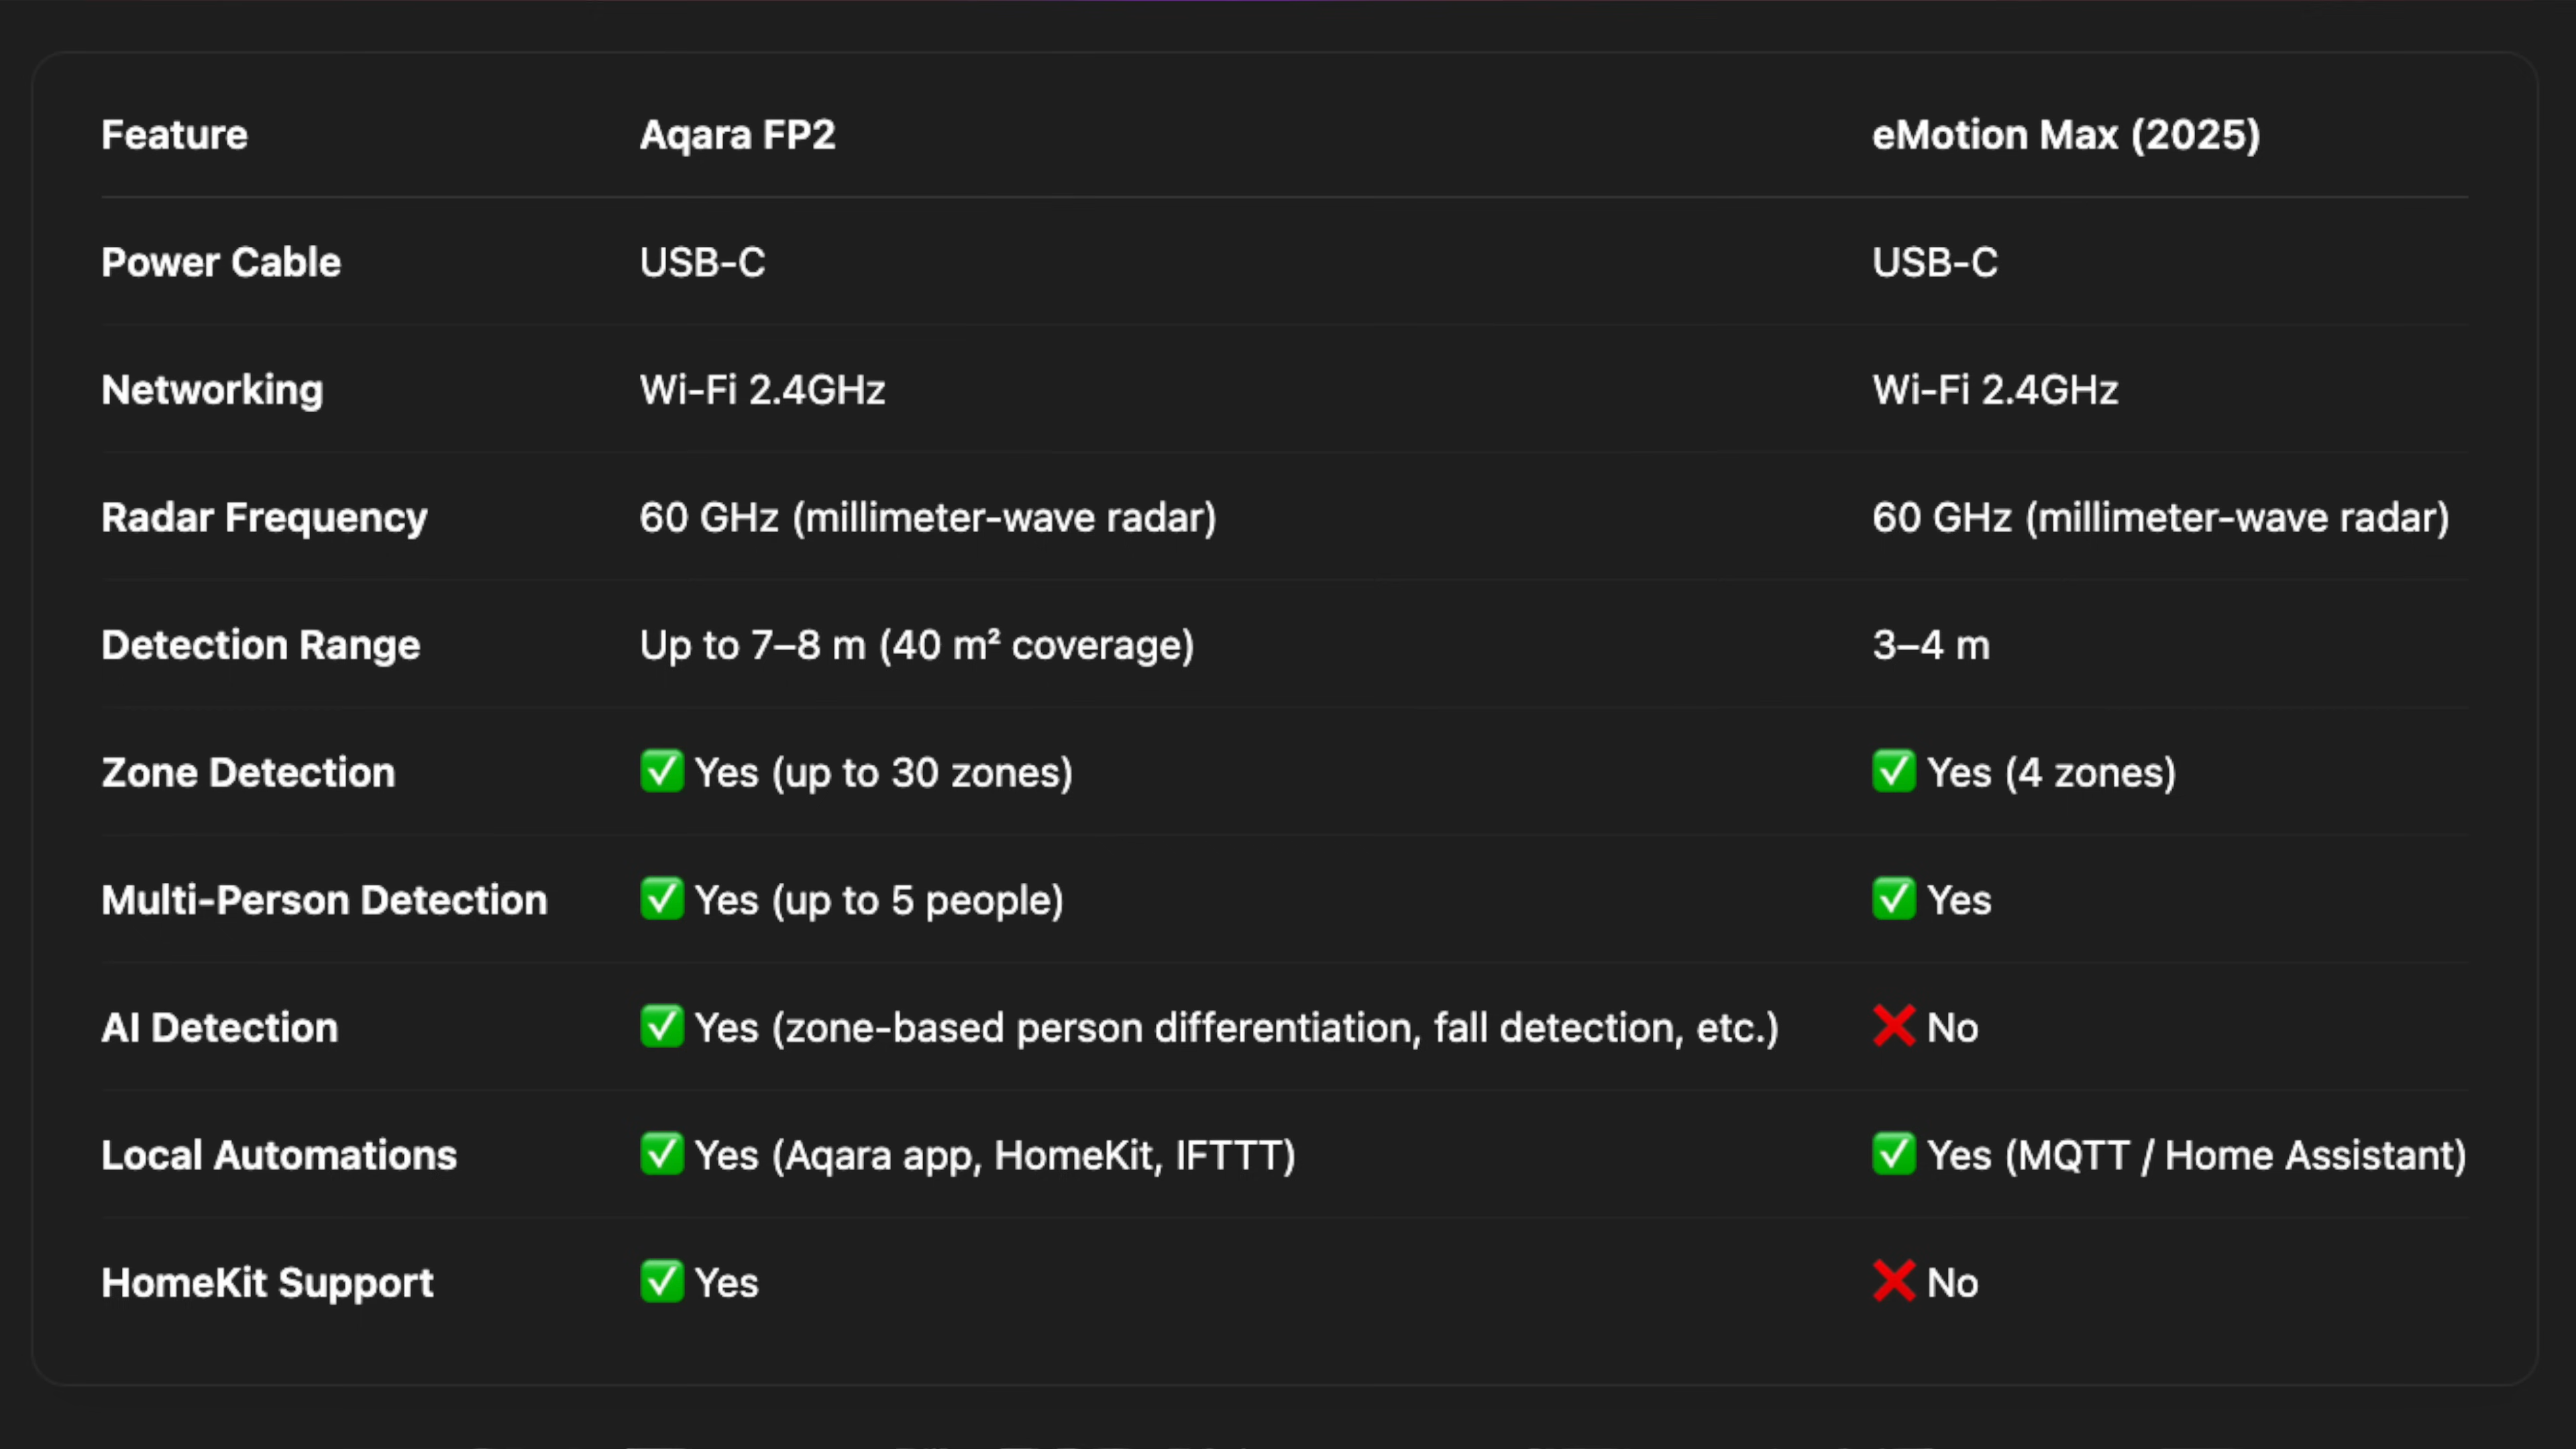 Feature Aqara FP2 eMotion Max (2025)
Power Cable USB-C USB-C
Networking Wi-Fi 2.4GHz Wi-Fi 2.4GHz
Radar Frequency 60 GHz (millimeter-wave radar) 60 GHz (millimeter-wave radar)
Detection Range Up to 7–8 m (40 m² coverage) 3–4 m
Zone Detection ✅ Yes (up to 30 zones) ✅ Yes (4 zones)
Multi-Person Detection ✅ Yes (up to 5 people) ✅ Yes
AI Detection ✅ Yes (zone-based person differentiation, fall detection, etc.) ❌ No
Local Automations ✅ Yes (Aqara app, HomeKit, IFTTT) ✅ Yes (MQTT / Home Assistant)
HomeKit Support ✅ Yes ❌ No